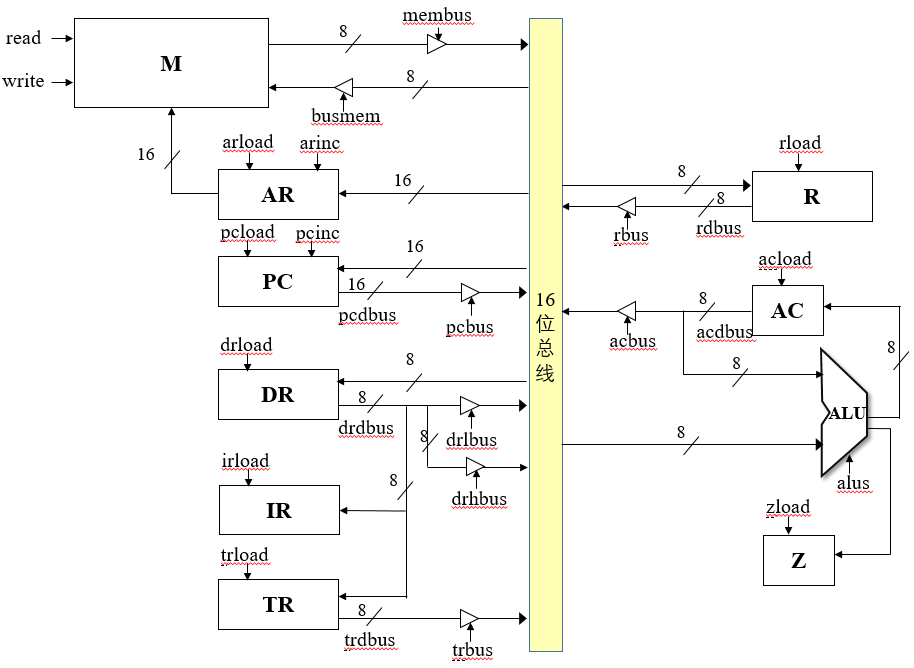 membus
8
read
M
write
8
busmem
arload
arinc
16
16
AR
pcload
pcinc
16
PC
16
pcdbus
pcbus
drload
8
DR
8
drdbus
drlbus
8
drhbus
irload
8
IR
trload
TR
8
trdbus
trbus
16
位
总
线
rload
8
R
8
rbus
rdbus
acload
8
AC
acbus
acdbus
8
8
ALU
8
alus
zload
Z